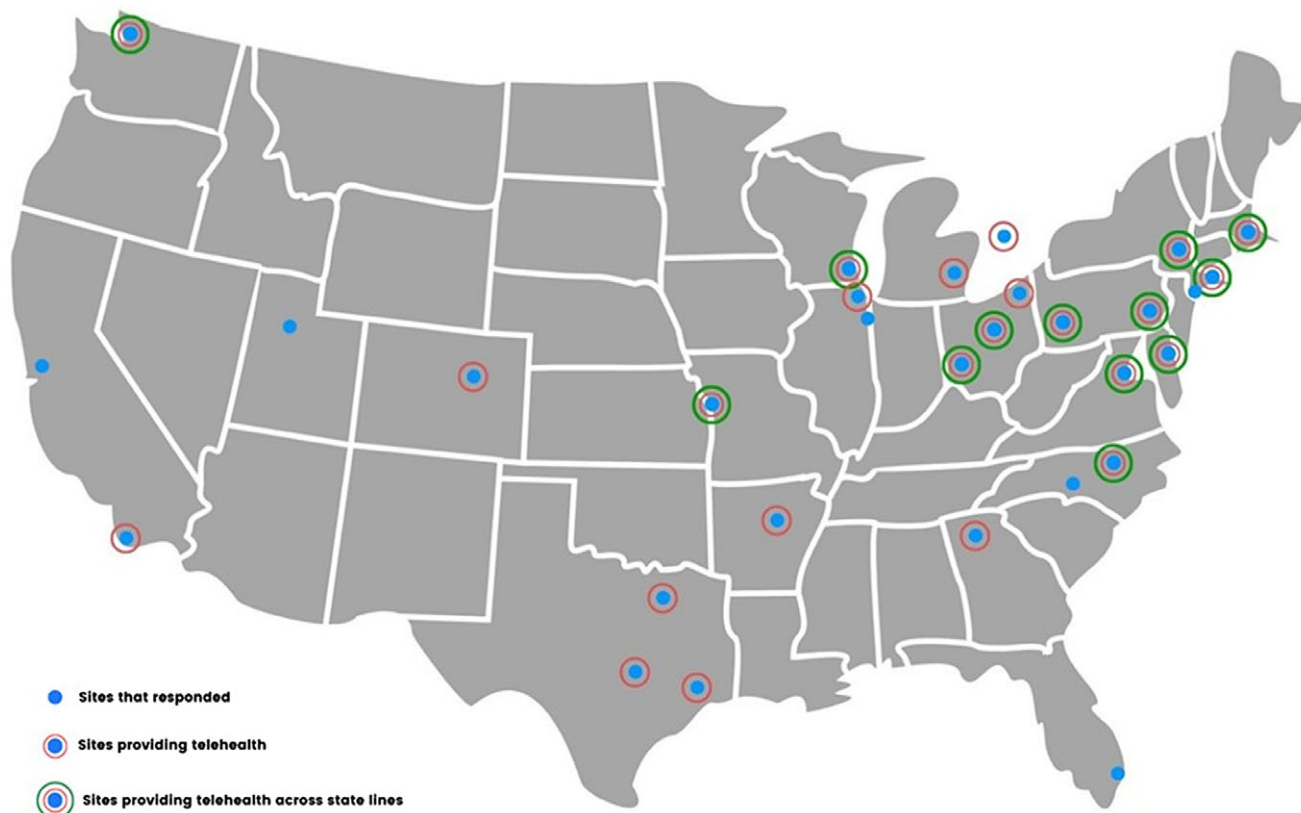 Sites that responded
Sites providing telehealth
Sites providing telehealth across state lines